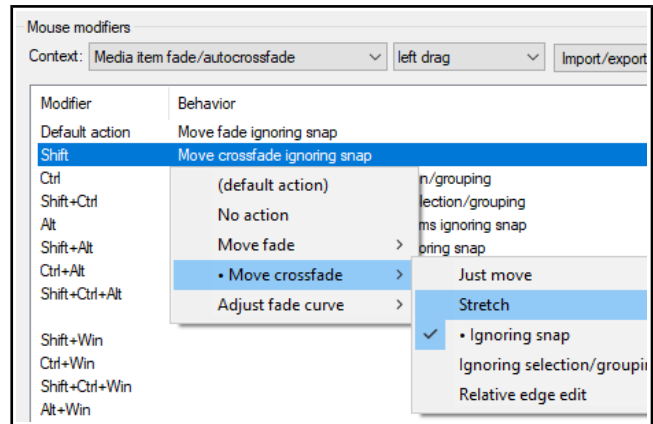 Mouse modifiers
Context: Media item fade/autocrossfade left drag Import/export
Modifier Behavior
Default action Move fade ignoring snap
Shift Move crossfade ignoring snap
Ctrl n/grouping
(default action)
Shift+Ctrl lection/grouping
No action
Alt ms ignoring snap
Shift+Alt Move fade oring snap
Ctrl+Alt • Move crossfade Just move
Shift+Ctrl+Alt Adjust fade curve Stretch
Shift+Win • Ignoring snap
Ctrl+Win Ignoring selection/groupi
Shift+Ctrl+Win Relative edge edit
Alt+Win